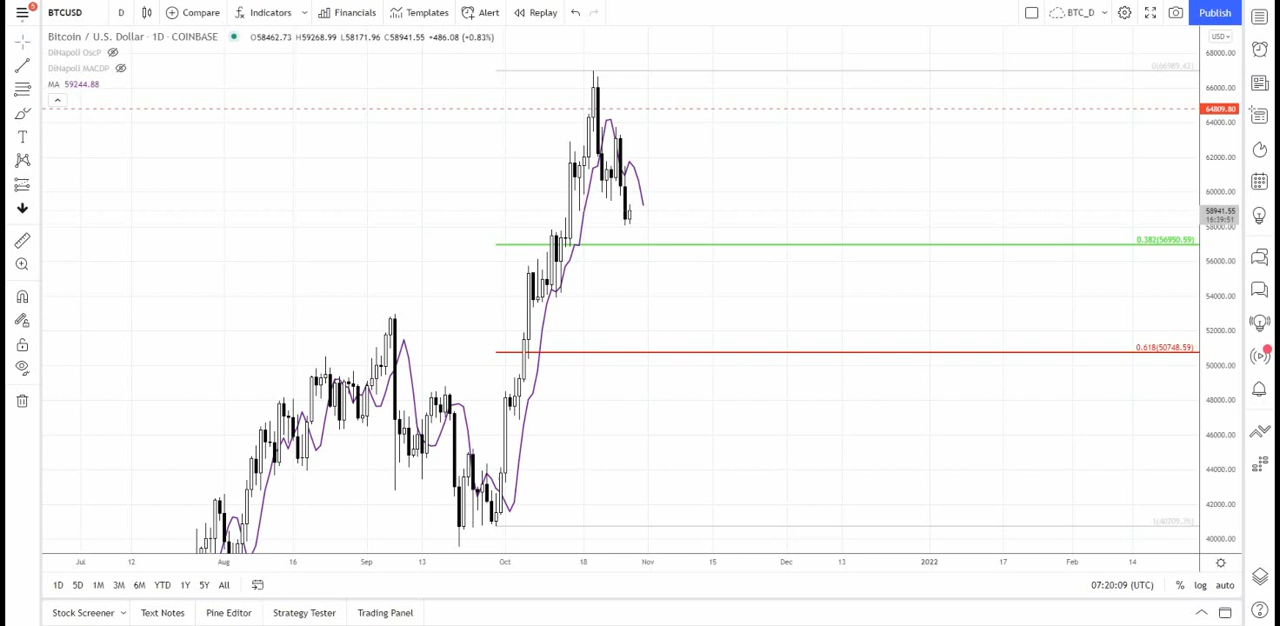 5
BTCUSD D Compare Indicators Financials Templates Alert Replay BTC_D Publish
Bitcoin / U.S. Dollar · 1D · COINBASE O58462.73 H59268.99 L58171.96 C58941.55 +486.08 (+0.83%) USD
DiNapoli OscP
DiNapoli MACDP
MA 59244.88
68000.00
66000.00
64809.80
64000.00
62000.00
60000.00
58941.55
16:39:51
58000.00
0.382(56950.59)
56000.00
54000.00
52000.00
0.618(50748.59)
50000.00
48000.00
46000.00
44000.00
42000.00
40000.00
Jul 12 Aug 16 Sep 13 Oct 18 Nov 15 Dec 13 2022 17 Feb 14
1D 5D 1M 3M 6M YTD 1Y 5Y All 07:20:09 (UTC) % log auto
Stock Screener Text Notes Pine Editor Strategy Tester Trading Panel